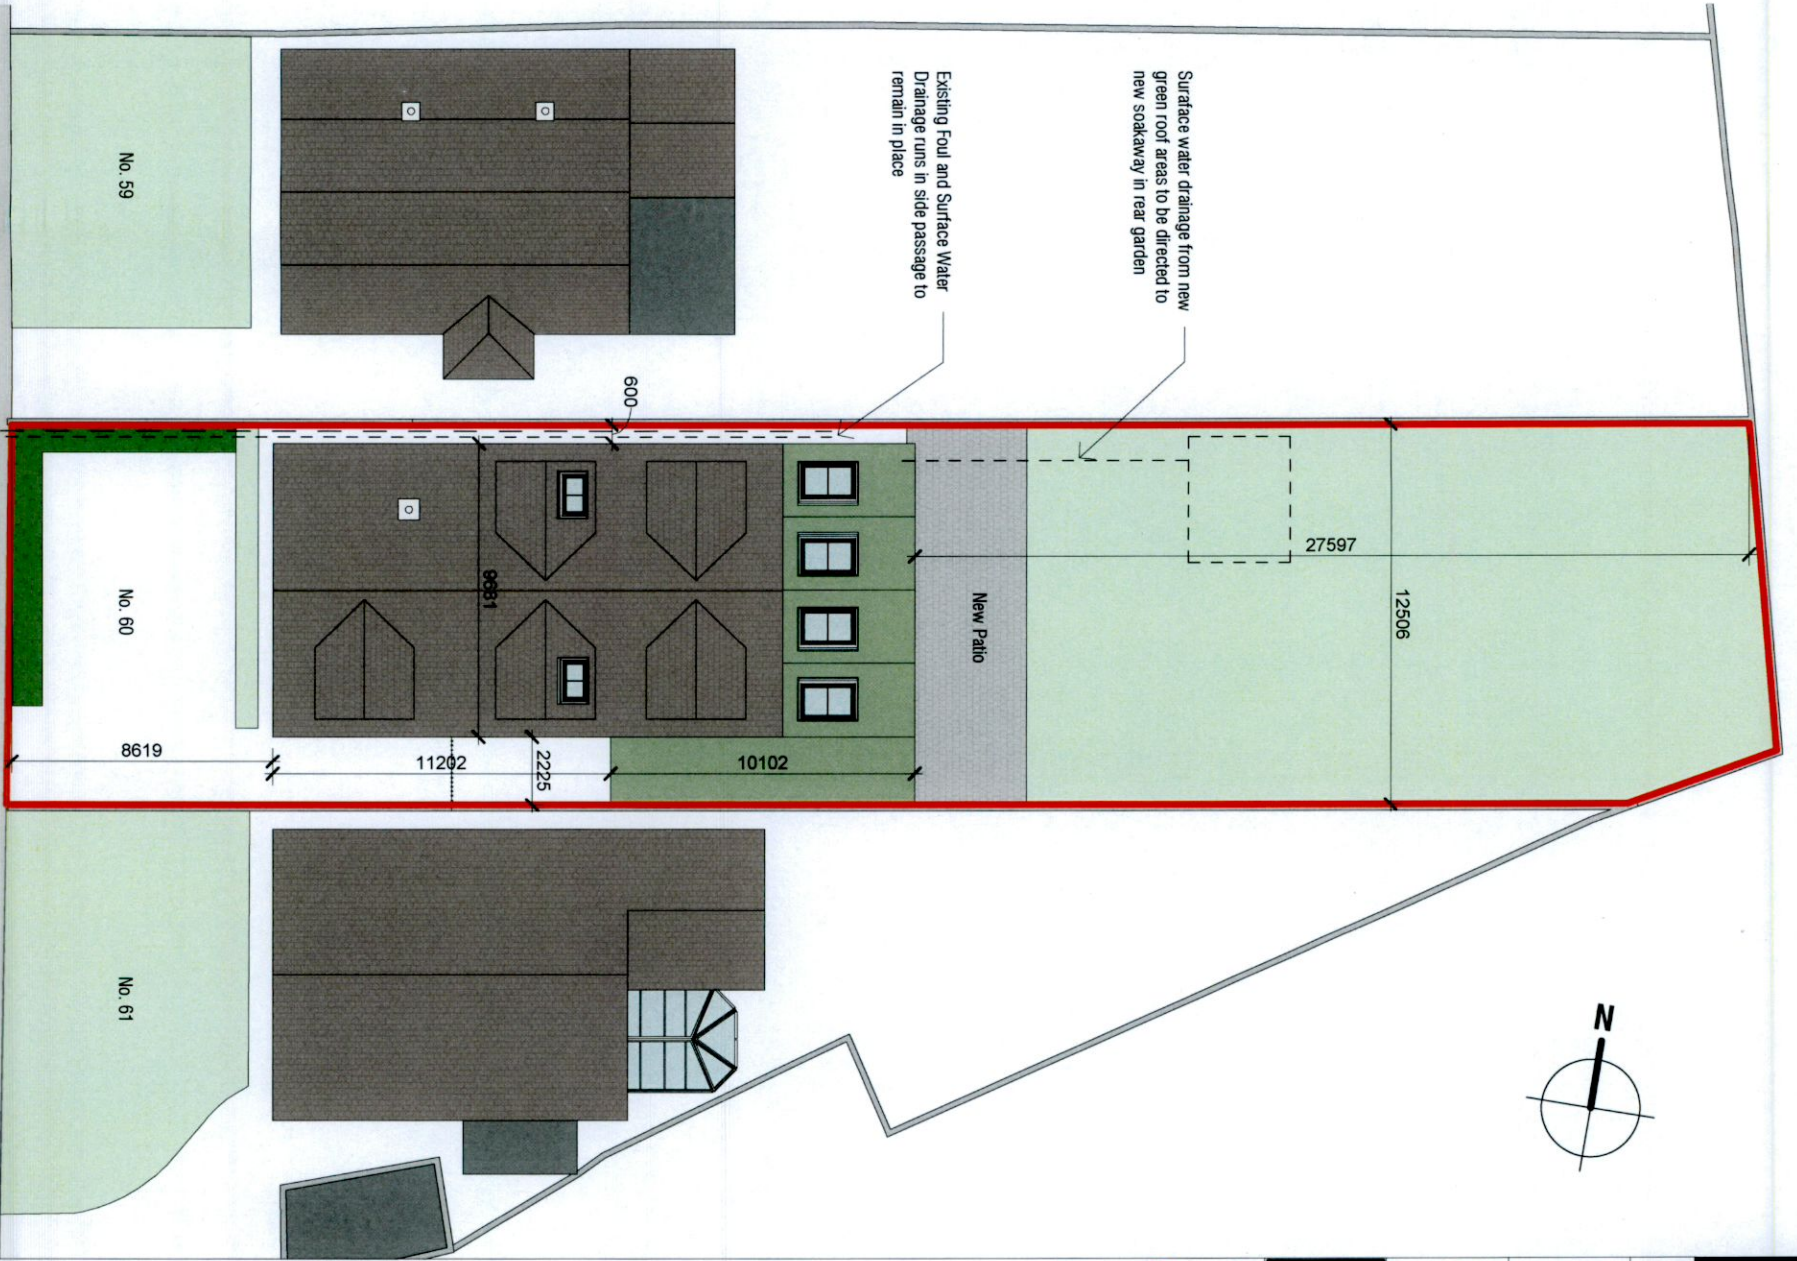 Suraface water drainage from new
green roof areas to be directed to
new soakaway in rear garden
Existing Foul and Surface Water
Drainage runs in side passage to
remain in place
No. 59
600
27597
12506
New Patio
9681
No. 60
8619
11202
2225
10102
No. 61
N